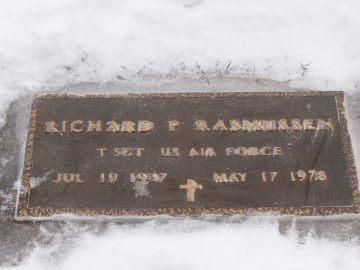 RICHARD P RASMUSSEN
T SGT US AIR FORCE
JUL 19 1937 MAY 17 1978